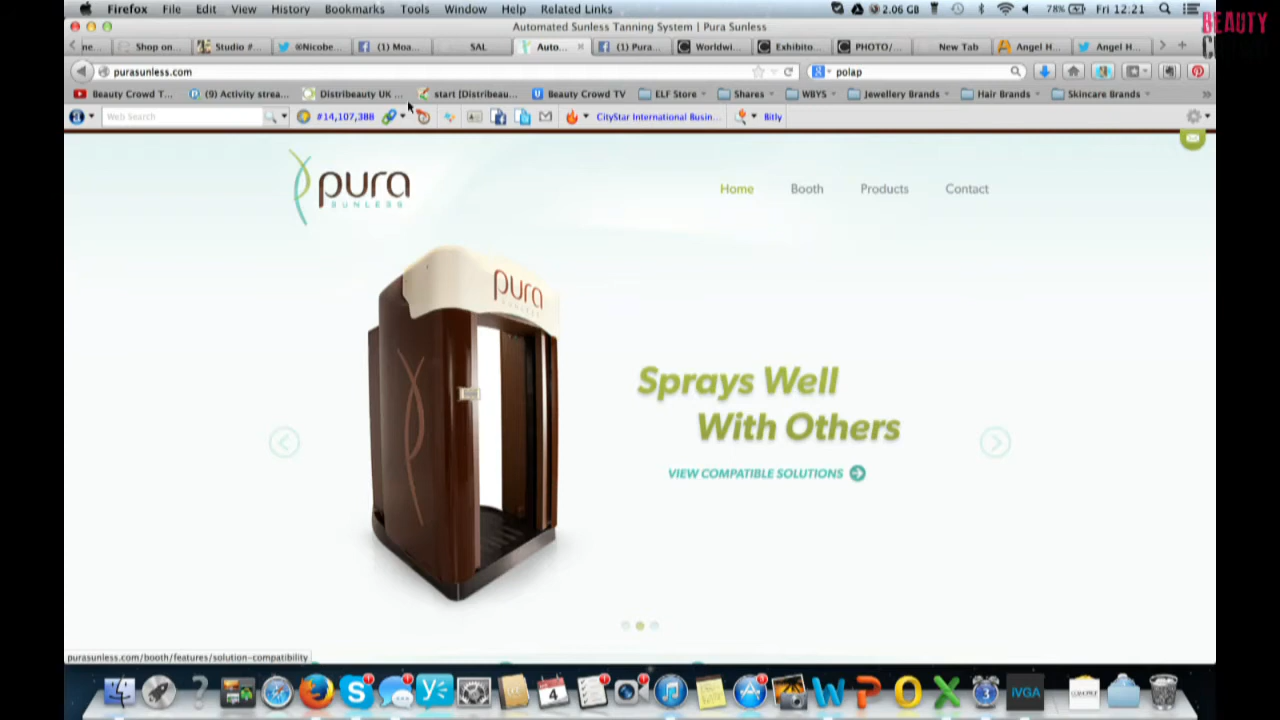 Firefox File Edit View History Bookmarks Tools Window Help Related Links 2.06 GB 78% Fri 12:21
BEAUTY
Automated Sunless Tanning System | Pura Sunless
ne... Shop on... Studio #... @Nicobe... (1) Moa... SAL Auto... (1) Pura... Worldwi... Exhibito... PHOTO/... New Tab Angel H... Angel H...
purasunless.com polap
Beauty Crowd T... (9) Activity strea... Distribeauty UK ... start [Distribeau... Beauty Crowd TV ELF Store Shares WBYS Jewellery Brands Hair Brands Skincare Brands
Web Search #14,107,388 CityStar International Busin... Bitly
pura
SUNLESS
Home Booth Products Contact
pura
SUNLESS
Sprays Well
With Others
VIEW COMPATIBLE SOLUTIONS
purasunless.com/booth/features/solution-compatibility
4 3 iVGA